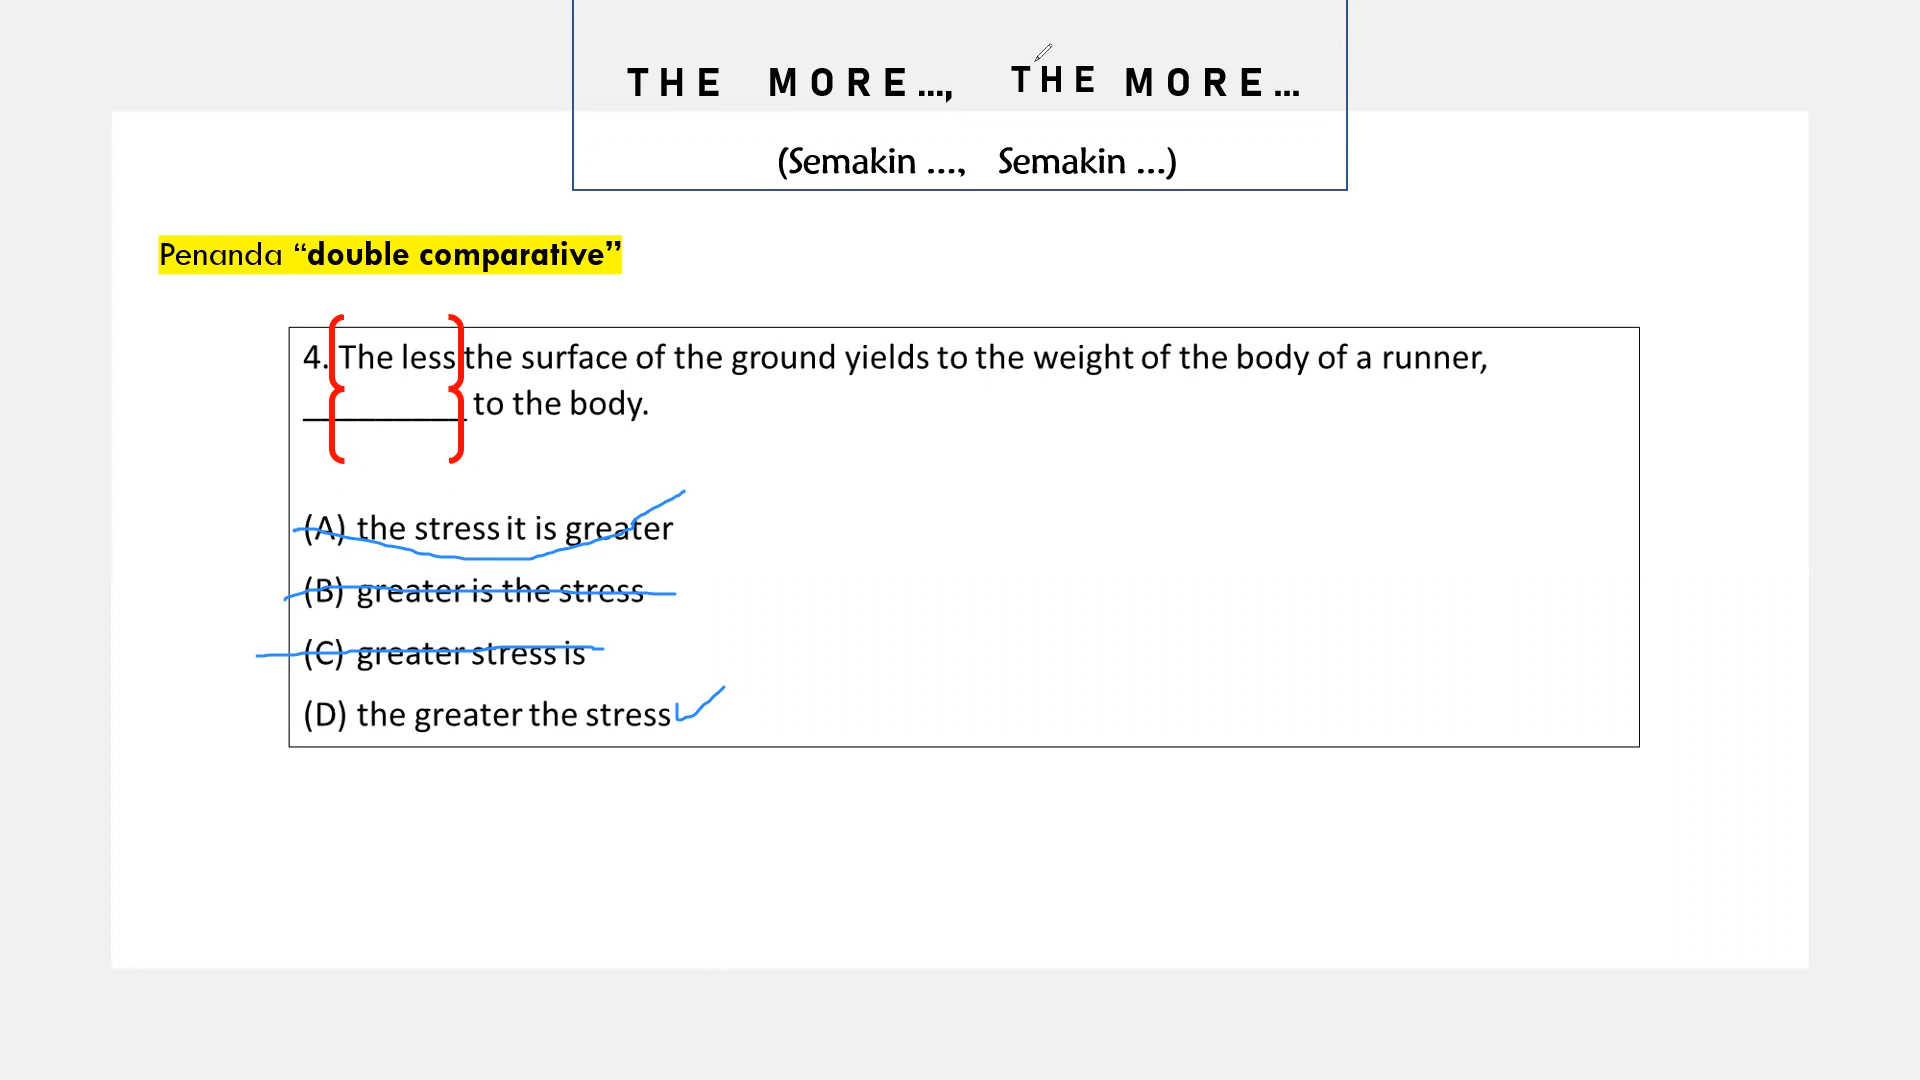 THE MORE…, THE MORE…
(Semakin …, Semakin …)
Penanda “double comparative”
4. The less the surface of the ground yields to the weight of the body of a runner,
__________ to the body.
(A) the stress it is greater
(B) greater is the stress
(C) greater stress is
(D) the greater the stress